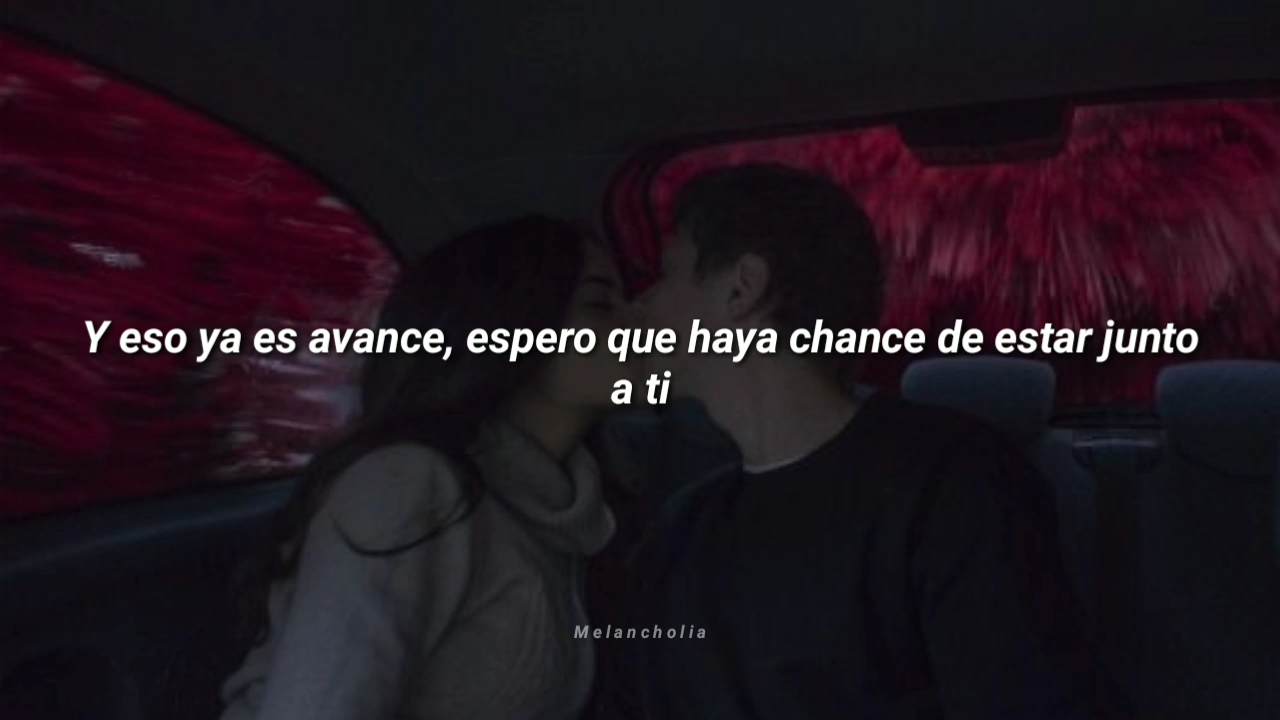 Y eso ya es avance, espero que haya chance de estar junto
a ti
Melancholia